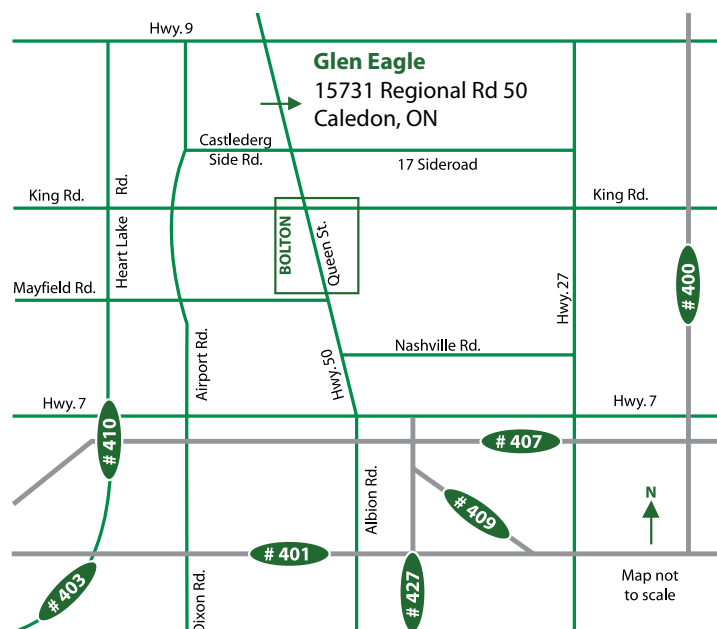 Hwy. 9
Glen Eagle
15731 Regional Rd 50
Caledon, ON
Castlederg
Side Rd.
17 Sideroad
King Rd.
King Rd.
Heart Lake Rd.
BOLTON
Queen St.
# 400
Mayfield Rd.
Hwy. 27
Nashville Rd.
Airport Rd.
Hwy. 50
Hwy. 7
Hwy. 7
# 410
# 407
Albion Rd.
# 409
N
# 401
# 403
Dixon Rd.
# 427
Map not
to scale